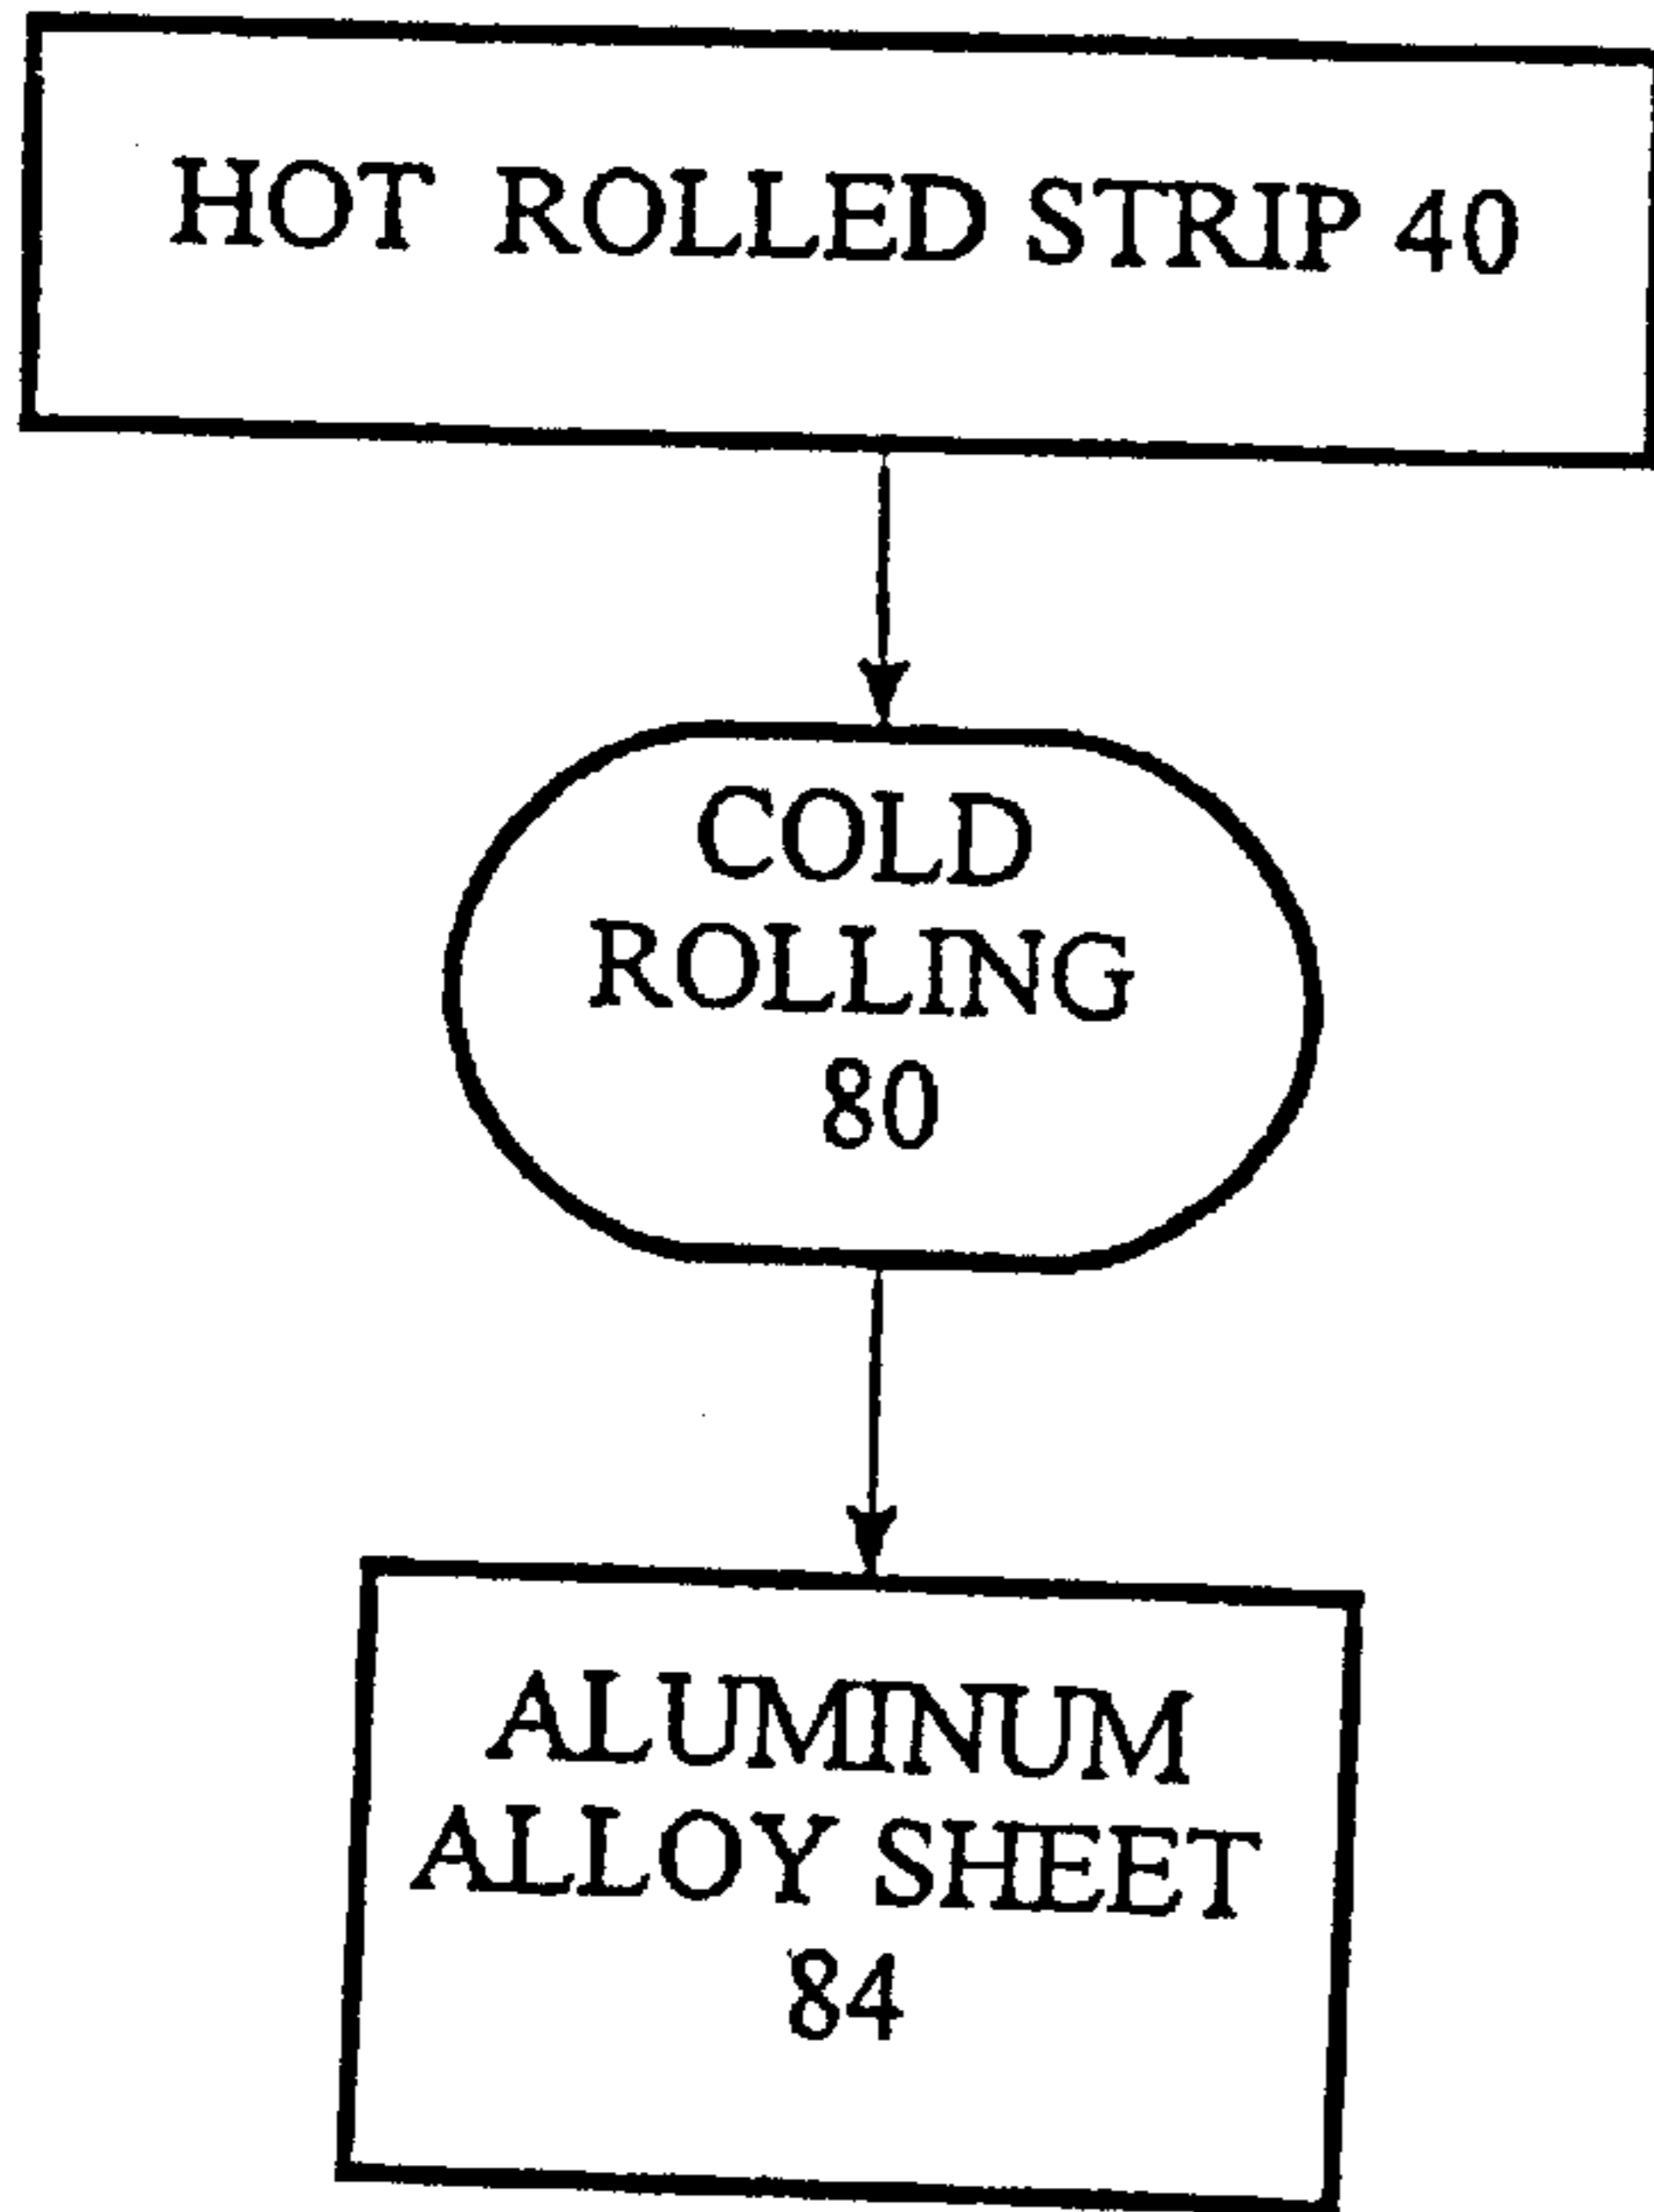 HOT ROLLED STRIP 40
COLD
ROLLING
80
ALUMINUM
ALLOY SHEET
84